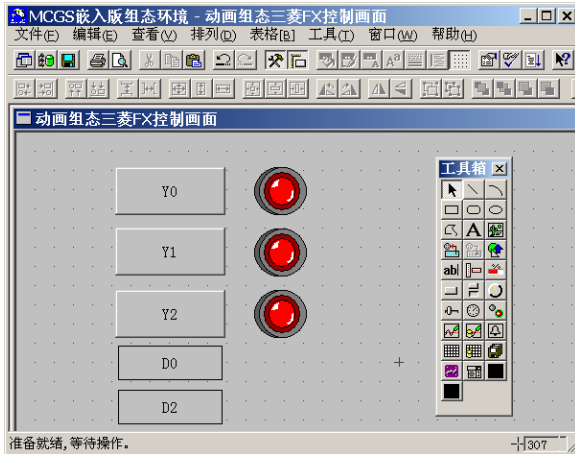 MCGS嵌入版组态环境 - 动画组态三菱FX控制画面
文件(F) 编辑(E) 查看(V) 排列(D) 表格[B] 工具(T) 窗口(W) 帮助(H)
动画组态三菱FX控制画面
工具箱
Y0
Y1
Y2
D0
D2
A
ab|
准备就绪,等待操作。
307